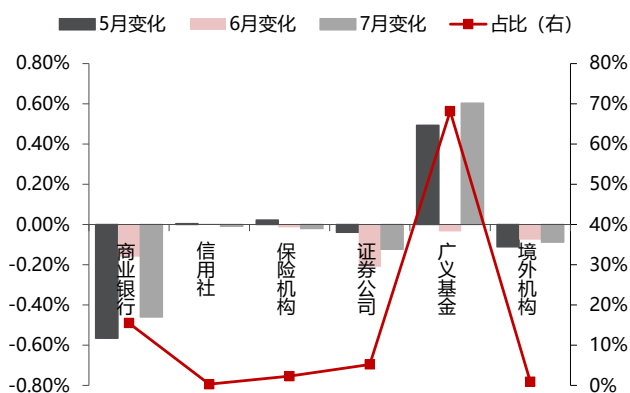 5月变化 6月变化 7月变化 占比（右）
0.80% 80%
0.60% 70%
0.40% 60%
0.20% 50%
0.00% 40%
-0.20% 30%
-0.40% 20%
-0.60% 10%
-0.80% 0%
商业银行
信用社
保险机构
证券公司
广义基金
境外机构